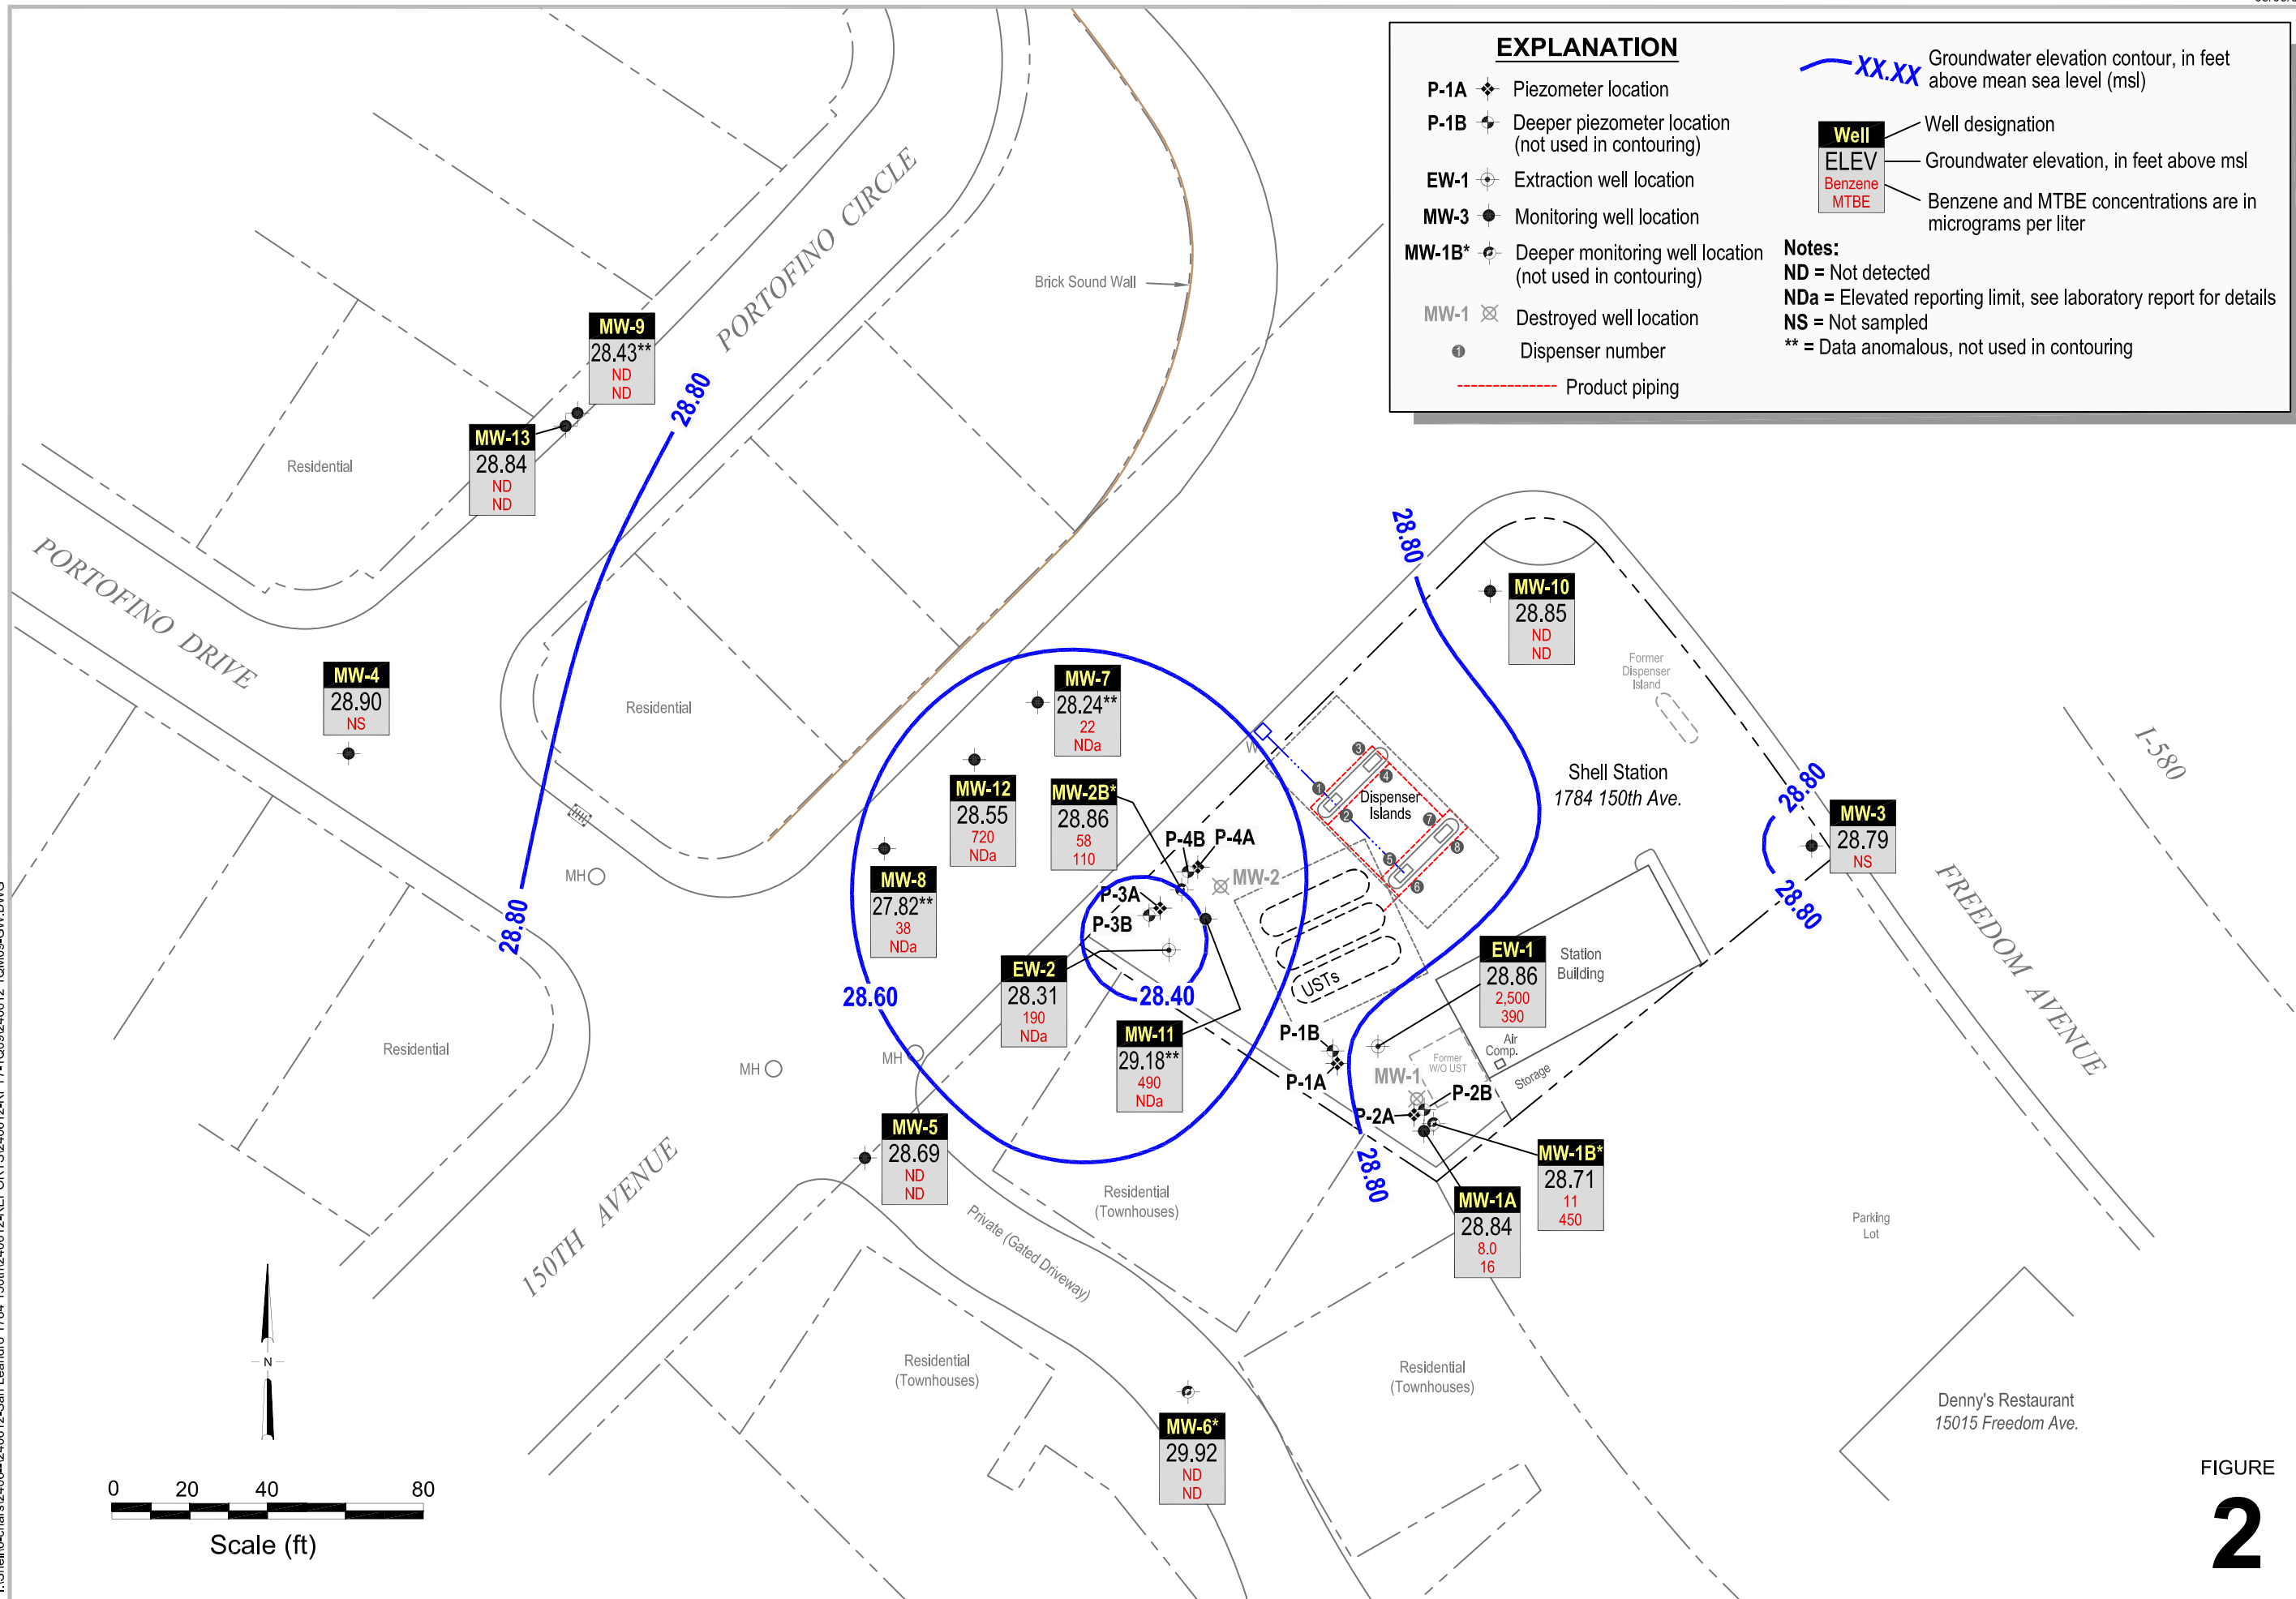 EXPLANATION
P-1A Piezometer location
P-1B Deeper piezometer location
(not used in contouring)
EW-1 Extraction well location
MW-3 Monitoring well location
MW-1B* Deeper monitoring well location
(not used in contouring)
MW-1 Destroyed well location
1 Dispenser number
Product piping
XX.XX Groundwater elevation contour, in feet
above mean sea level (msl)
Well
ELEV
Benzene
MTBE
Well designation
Groundwater elevation, in feet above msl
Benzene and MTBE concentrations are in
micrograms per liter
Notes:
ND = Not detected
NDa = Elevated reporting limit, see laboratory report for details
NS = Not sampled
** = Data anomalous, not used in contouring
PORTOFINO CIRCLE
Brick Sound Wall
MW-9
28.43**
ND
ND
28.80
MW-13
28.84
ND
ND
Residential
PORTOFINO DRIVE
MW-4
28.90
NS
Residential
28.80
MW-10
28.85
ND
ND
Former
Dispenser
Island
I-580
MW-7
28.24**
22
NDa
MW-12
28.55
720
NDa
MW-2B*
28.86
58
110
3
4
1
2
7
8
5
6
Dispenser
Islands
Shell Station
1784 150th Ave.
28.80
MW-3
28.79
NS
28.80
FREEDOM AVENUE
P-4B
P-4A
MW-2
P-3A
P-3B
MH
MW-8
27.82**
38
NDa
28.80
28.60
EW-2
28.31
190
NDa
28.40
USTs
EW-1
28.86
2,500
390
Station
Building
MW-11
29.18**
490
NDa
P-1B
P-1A
MW-1
Former
W/O UST
Air
Comp.
Storage
P-2B
P-2A
Residential
MH
MH
MW-5
28.69
ND
ND
150TH AVENUE
Residential
(Townhouses)
Private (Gated Driveway)
28.80
MW-1B*
28.71
11
450
MW-1A
28.84
8.0
16
Parking
Lot
N
Residential
(Townhouses)
Residential
(Townhouses)
MW-6*
29.92
ND
ND
Denny's Restaurant
15015 Freedom Ave.
0 20 40 80
Scale (ft)
FIGURE
2